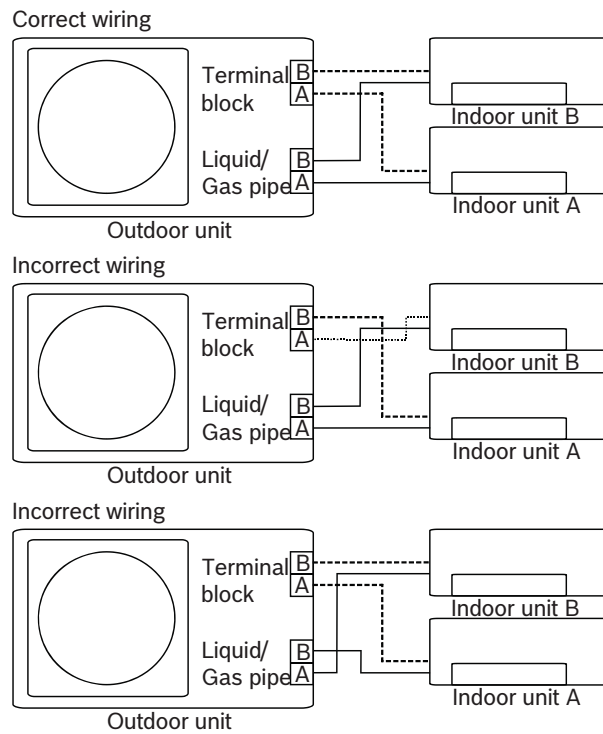 Correct wiring
Terminal B
block A
Indoor unit B
Liquid/ B
Gas pipe A
Indoor unit A
Outdoor unit
Incorrect wiring
Terminal B
block A
Indoor unit B
Liquid/ B
Gas pipe A
Indoor unit A
Outdoor unit
Incorrect wiring
Terminal B
block A
Indoor unit B
Liquid/ B
Gas pipe A
Indoor unit A
Outdoor unit